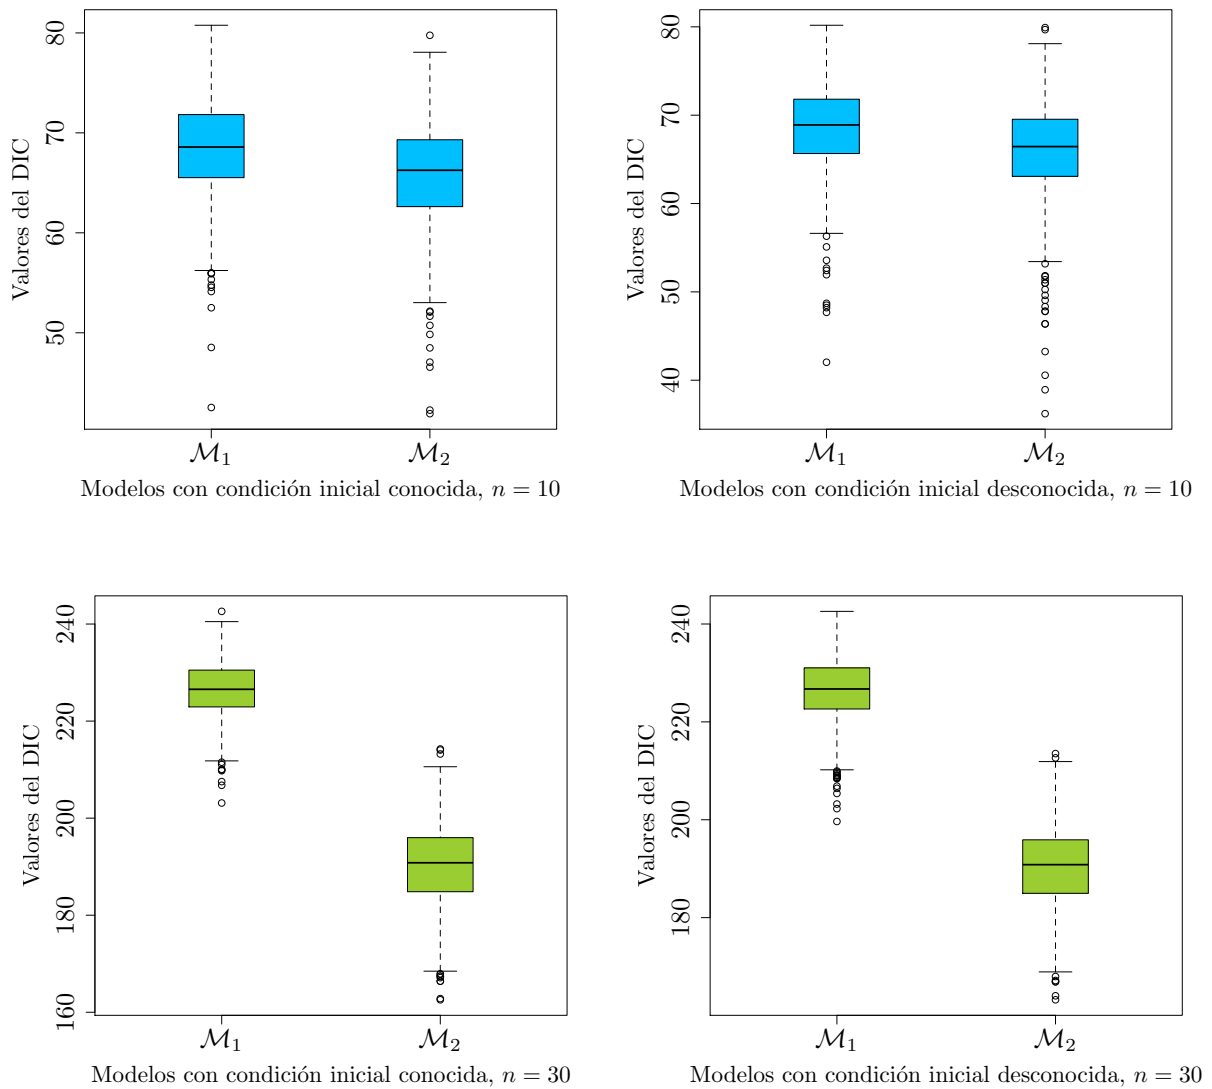 Valores del DIC
80
70
60
50
ℳ₁ ℳ₂
Modelos con condición inicial conocida, n = 10
Valores del DIC
80
70
60
50
40
ℳ₁ ℳ₂
Modelos con condición inicial desconocida, n = 10
Valores del DIC
240
220
200
180
160
ℳ₁ ℳ₂
Modelos con condición inicial conocida, n = 30
Valores del DIC
240
220
200
180
ℳ₁ ℳ₂
Modelos con condición inicial desconocida, n = 30